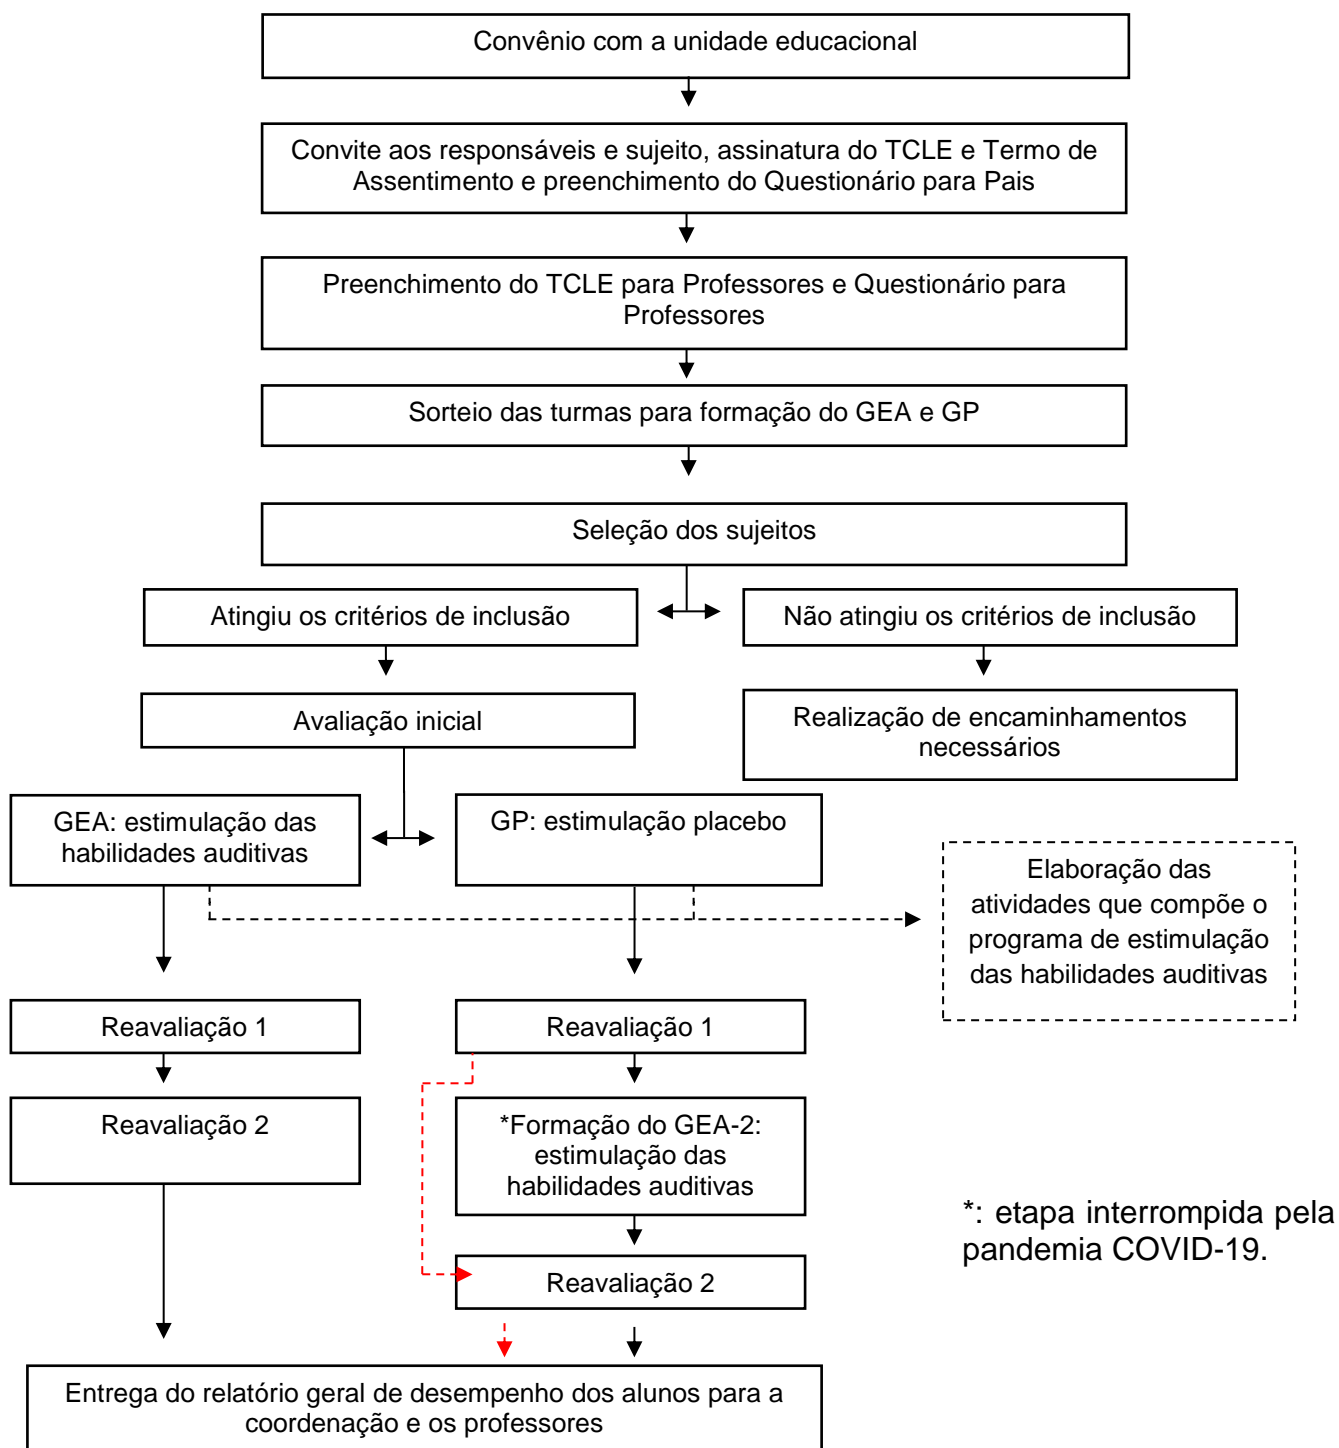 Convênio com a unidade educacional
Convite aos responsáveis e sujeito, assinatura do TCLE e Termo de
Assentimento e preenchimento do Questionário para Pais
Preenchimento do TCLE para Professores e Questionário para
Professores
Sorteio das turmas para formação do GEA e GP
Seleção dos sujeitos
Atingiu os critérios de inclusão
Não atingiu os critérios de inclusão
Avaliação inicial
Realização de encaminhamentos
necessários
GEA: estimulação das
habilidades auditivas
GP: estimulação placebo
Elaboração das
atividades que compõe o
programa de estimulação
das habilidades auditivas
Reavaliação 1
Reavaliação 1
Reavaliação 2
*Formação do GEA-2:
estimulação das
habilidades auditivas
*: etapa interrompida pela
pandemia COVID-19.
Reavaliação 2
Entrega do relatório geral de desempenho dos alunos para a
coordenação e os professores